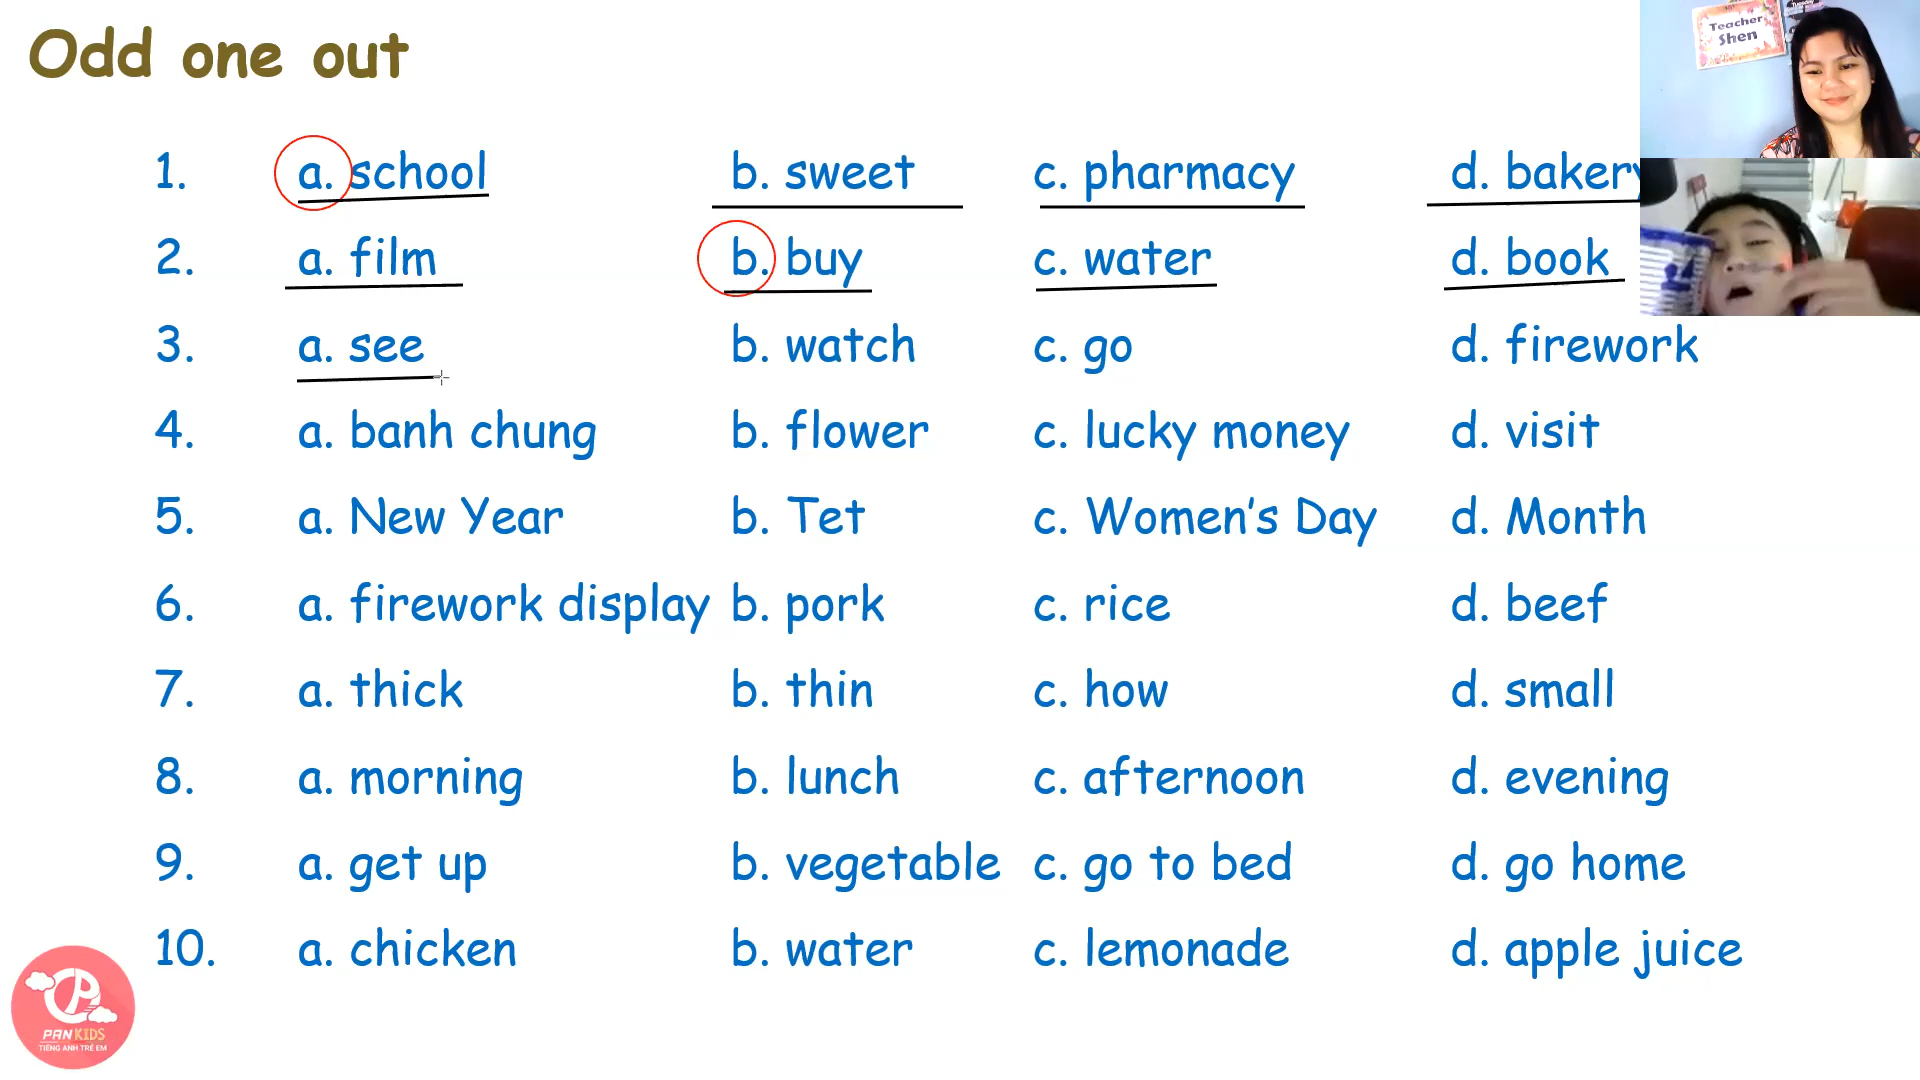 Odd one out
Teacher
Shen
1. a. school b. sweet c. pharmacy d. bakery
2. a. film b. buy c. water d. book
3. a. see b. watch c. go d. firework
4. a. banh chung b. flower c. lucky money d. visit
5. a. New Year b. Tet c. Women's Day d. Month
6. a. firework display b. pork c. rice d. beef
7. a. thick b. thin c. how d. small
8. a. morning b. lunch c. afternoon d. evening
9. a. get up b. vegetable c. go to bed d. go home
10. a. chicken b. water c. lemonade d. apple juice
PAN KIDS
TIẾNG ANH TRẺ EM